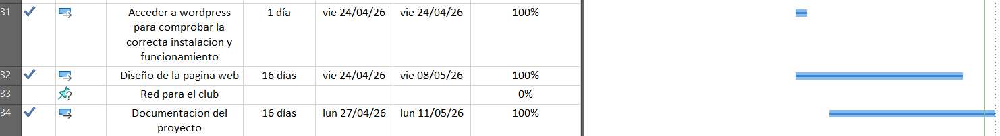 31 Acceder a wordpress 1 día vie 24/04/26 vie 24/04/26 100%
para comprobar la
correcta instalacion y
funcionamiento
32 Diseño de la pagina web 16 días vie 24/04/26 vie 08/05/26 100%
33 ? Red para el club 0%
34 Documentacion del 16 días lun 27/04/26 lun 11/05/26 100%
proyecto